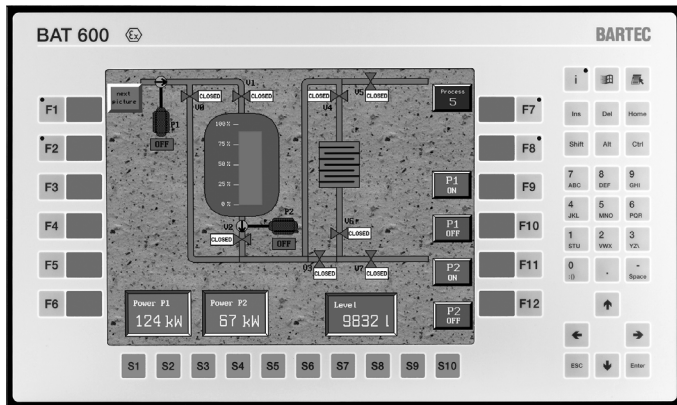 BAT 600
Ex
BARTEC
next
picture
V1
V0
CLOSED
CLOSED
P1
OFF
100%
75%
50%
25%
0%
V2
CLOSED
P2
OFF
V5
CLOSED
CLOSED
V4
V6
CLOSED
V3
CLOSED
V7
CLOSED
Process
5
P1
ON
P1
OFF
P2
ON
P2
OFF
Power P1
124 kW
Power P2
67 kW
Level
9832 l
F1
F2
F3
F4
F5
F6
F7
F8
F9
F10
F11
F12
S1 S2 S3 S4 S5 S6 S7 S8 S9 S10
i
Ins Del Home
Shift Alt Ctrl
7 8 9
ABC DEF GHI
4 5 6
JKL MNO PQR
1 2 3
STU VWX YZ\
0 . -
Space
ESC Enter